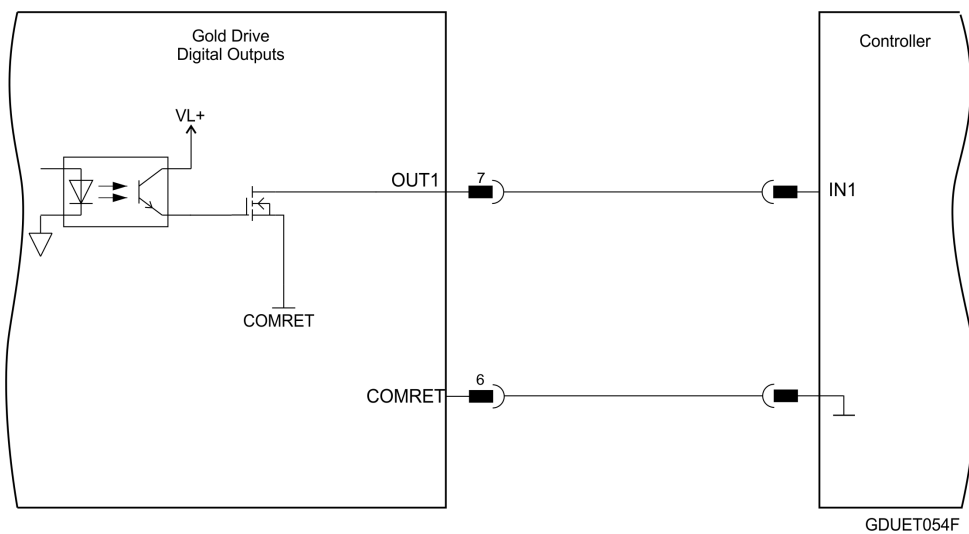 Gold Drive
Digital Outputs
Controller
VL+
OUT1
7
IN1
COMRET
COMRET
6
GDUET054F